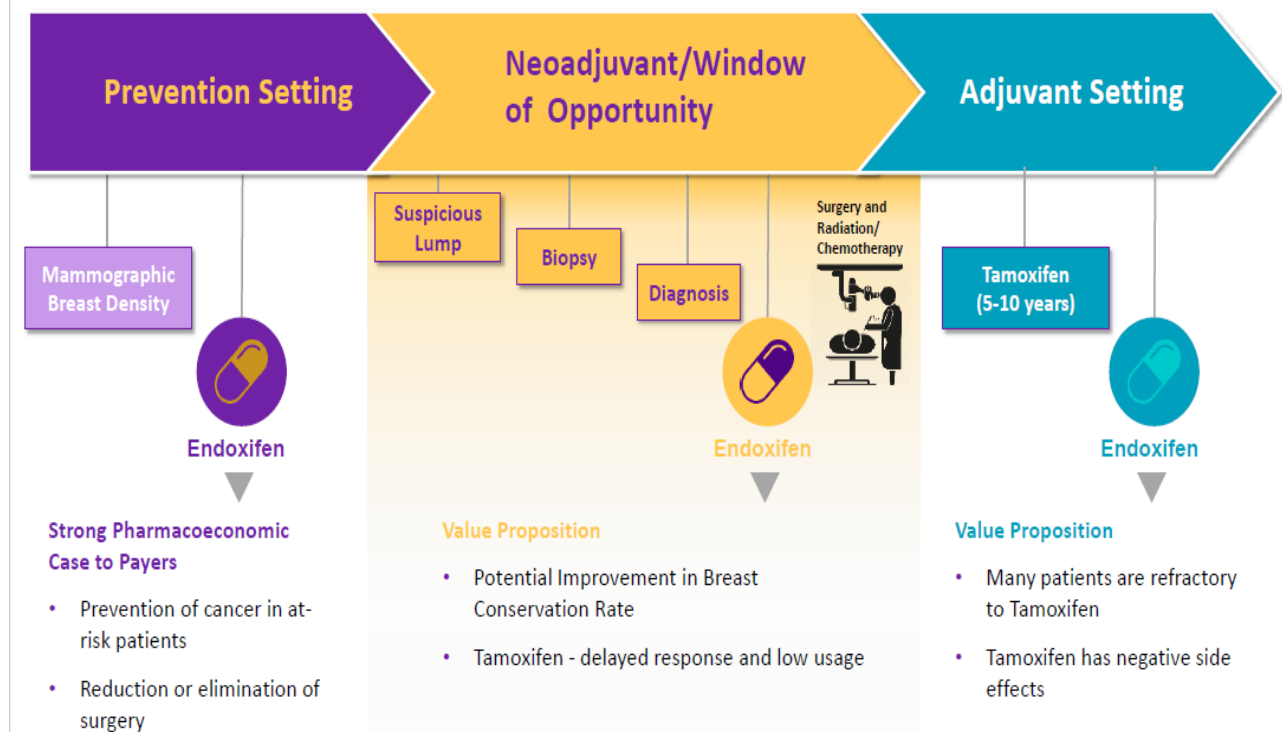 Prevention Setting
Neoadjuvant/Window
of Opportunity
Adjuvant Setting
Mammographic
Breast Density
Endoxifen
Strong Pharmacoeconomic
Case to Payers
• Prevention of cancer in at-
risk patients
• Reduction or elimination of
surgery
Suspicious
Lump
Biopsy
Diagnosis
Surgery and
Radiation/
Chemotherapy
Endoxifen
Value Proposition
• Potential Improvement in Breast
Conservation Rate
• Tamoxifen - delayed response and low usage
Tamoxifen
(5-10 years)
Endoxifen
Value Proposition
• Many patients are refractory
to Tamoxifen
• Tamoxifen has negative side
effects